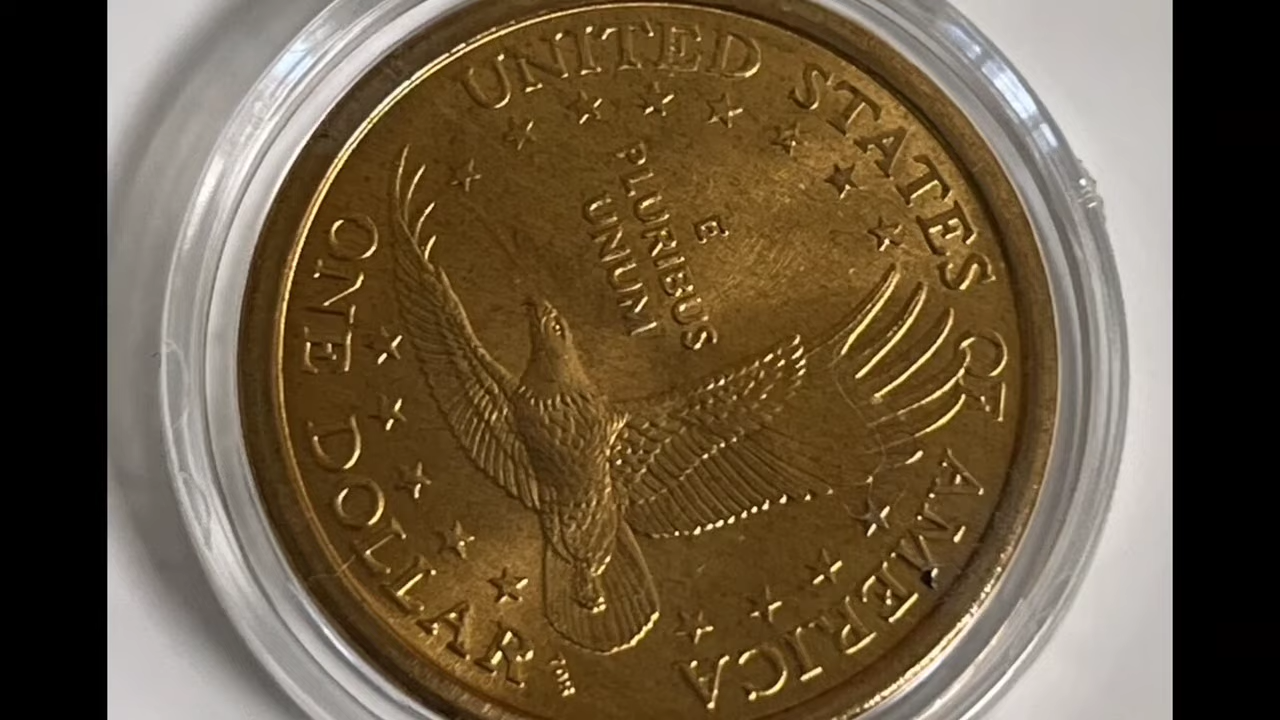 UNITED STATES OF AMERICA
E
PLURIBUS
UNUM
ONE DOLLAR